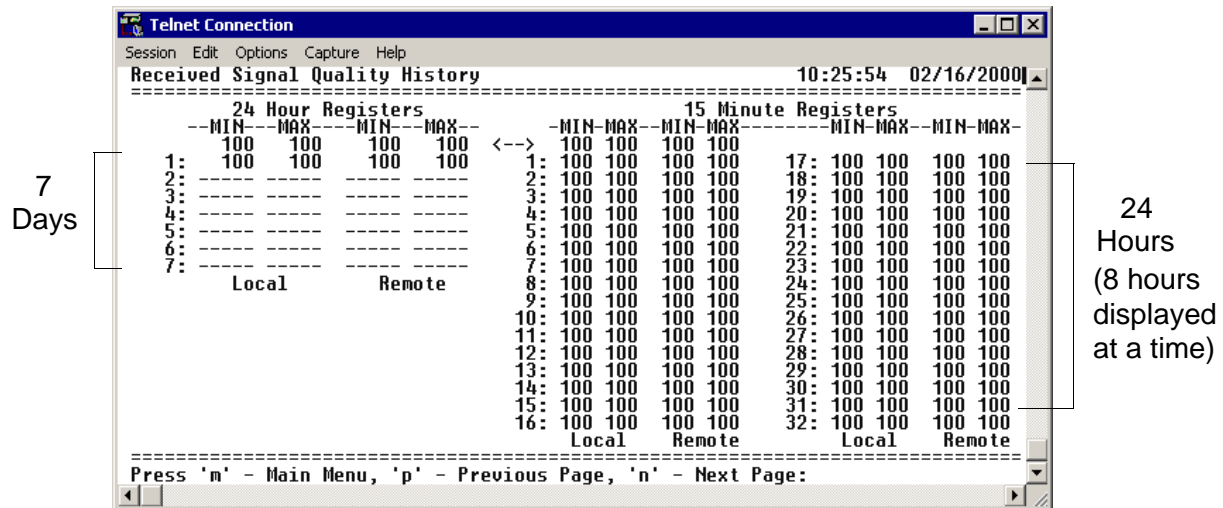 Telnet Connection
Session Edit Options Capture Help
Received Signal Quality History 10:25:54 02/16/2000
================================================================================
24 Hour Registers 15 Minute Registers
--MIN---MAX----MIN---MAX-- -MIN-MAX--MIN-MAX--------MIN-MAX--MIN-MAX-
100 100 100 100 <--> 100 100 100 100
1: 100 100 100 100 1: 100 100 100 100 17: 100 100 100 100
2: ----- ----- ----- ----- 2: 100 100 100 100 18: 100 100 100 100
3: ----- ----- ----- ----- 3: 100 100 100 100 19: 100 100 100 100
4: ----- ----- ----- ----- 4: 100 100 100 100 20: 100 100 100 100
5: ----- ----- ----- ----- 5: 100 100 100 100 21: 100 100 100 100
6: ----- ----- ----- ----- 6: 100 100 100 100 22: 100 100 100 100
7: ----- ----- ----- ----- 7: 100 100 100 100 23: 100 100 100 100
Local Remote 8: 100 100 100 100 24: 100 100 100 100
9: 100 100 100 100 25: 100 100 100 100
10: 100 100 100 100 26: 100 100 100 100
11: 100 100 100 100 27: 100 100 100 100
12: 100 100 100 100 28: 100 100 100 100
13: 100 100 100 100 29: 100 100 100 100
14: 100 100 100 100 30: 100 100 100 100
15: 100 100 100 100 31: 100 100 100 100
16: 100 100 100 100 32: 100 100 100 100
Local Remote Local Remote
================================================================================
Press 'm' - Main Menu, 'p' - Previous Page, 'n' - Next Page:
7
Days
24
Hours
(8 hours
displayed
at a time)